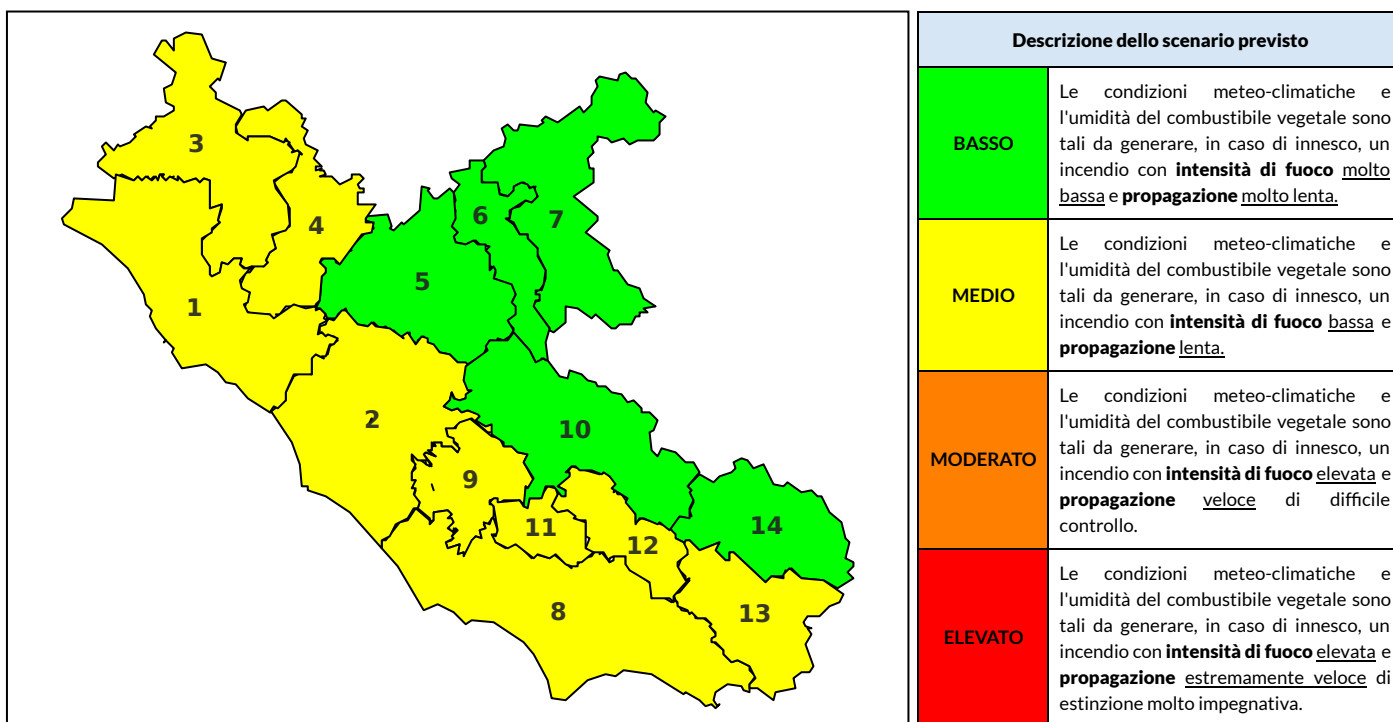 3
4
6
7
5
1
2
10
9
11
12
14
8
13
Descrizione dello scenario previsto
BASSO
Le condizioni meteo-climatiche e
l'umidità del combustibile vegetale sono
tali da generare, in caso di innesco, un
incendio con intensità di fuoco molto
bassa e propagazione molto lenta.
MEDIO
Le condizioni meteo-climatiche e
l'umidità del combustibile vegetale sono
tali da generare, in caso di innesco, un
incendio con intensità di fuoco bassa e
propagazione lenta.
MODERATO
Le condizioni meteo-climatiche e
l'umidità del combustibile vegetale sono
tali da generare, in caso di innesco, un
incendio con intensità di fuoco elevata e
propagazione veloce di difficile
controllo.
ELEVATO
Le condizioni meteo-climatiche e
l'umidità del combustibile vegetale sono
tali da generare, in caso di innesco, un
incendio con intensità di fuoco elevata e
propagazione estremamente veloce di
estinzione molto impegnativa.